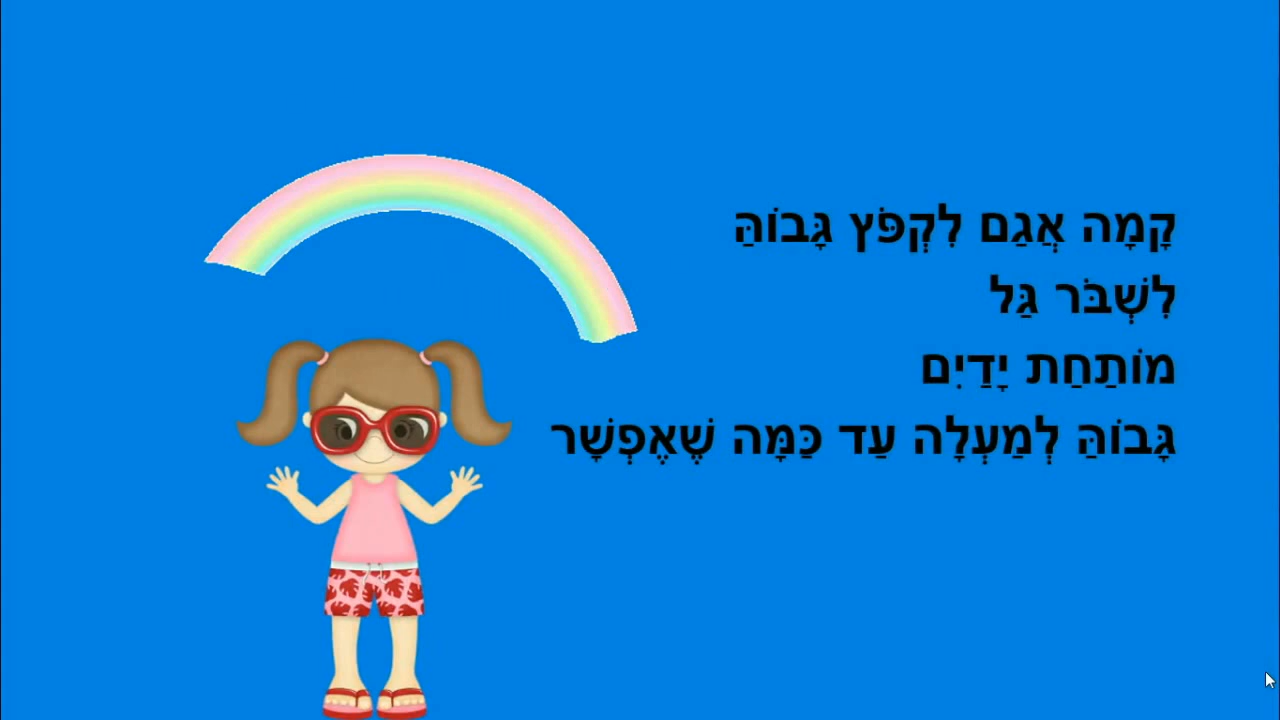 קָמָה אֲגַם לִקְפֹּץ גָּבוֹהַּ
לִשְׁבֹּר גַּל
מוֹתַחַת יָדַיִם
גָּבוֹהַּ לְמַעְלָה עַד כַּמָּה שֶׁאֶפְשָׁר